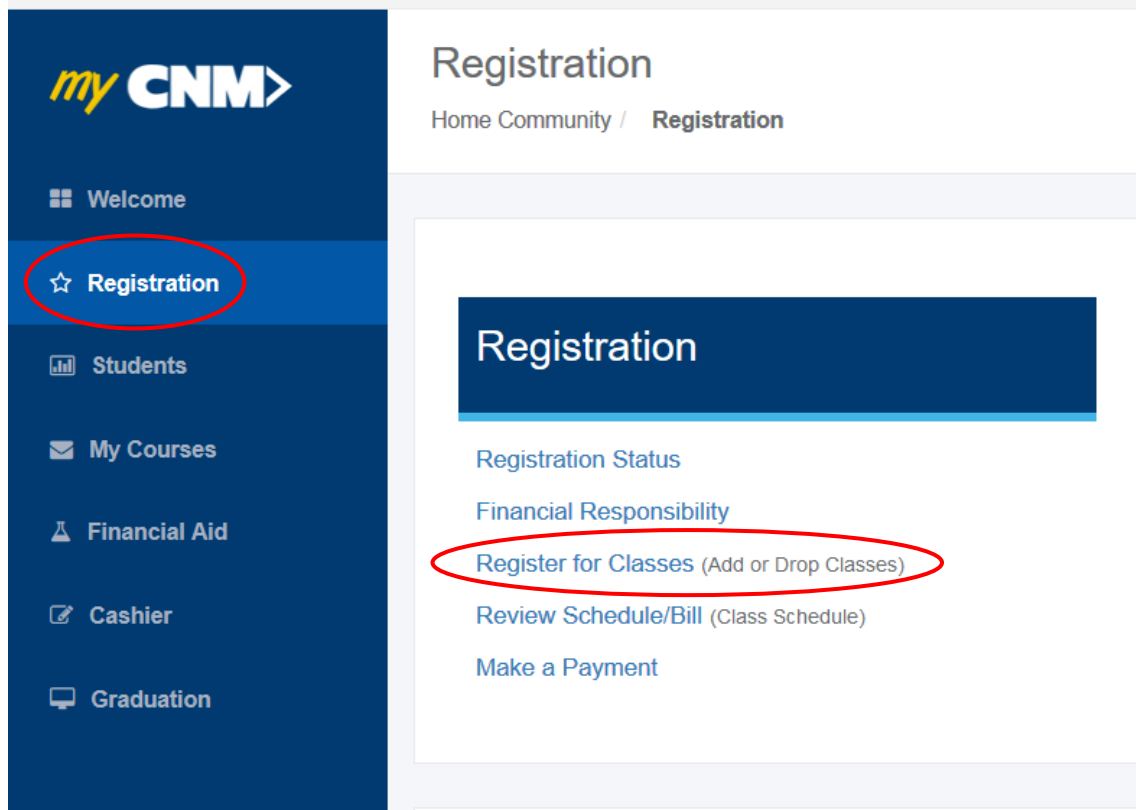 my CNM
Welcome
Registration
Students
My Courses
Financial Aid
Cashier
Graduation
Registration
Home Community / Registration
Registration
Registration Status
Financial Responsibility
Register for Classes (Add or Drop Classes)
Review Schedule/Bill (Class Schedule)
Make a Payment